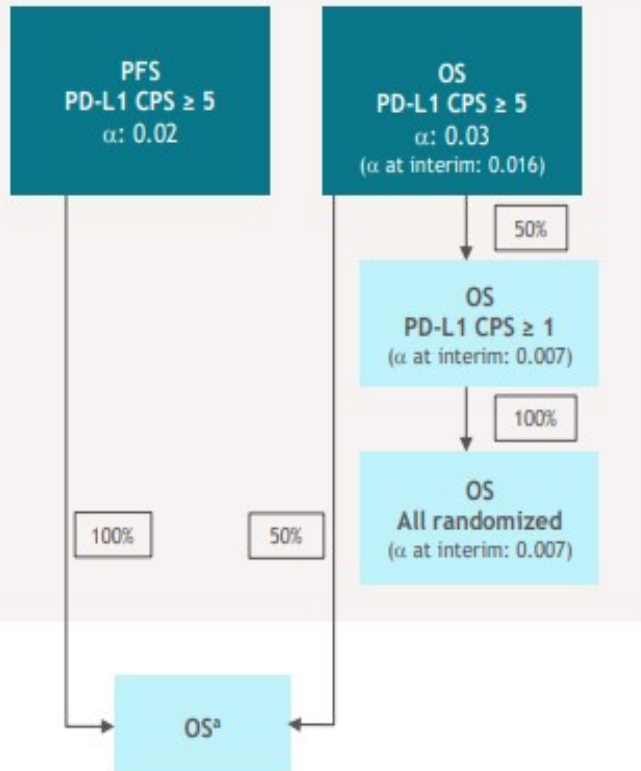 PFS
PD-L1 CPS ≥ 5
α: 0.02
OS
PD-L1 CPS ≥ 5
α: 0.03
(α at interim: 0.016)
50%
OS
PD-L1 CPS ≥ 1
(α at interim: 0.007)
100%
OS
All randomized
(α at interim: 0.007)
100%
50%
OSª